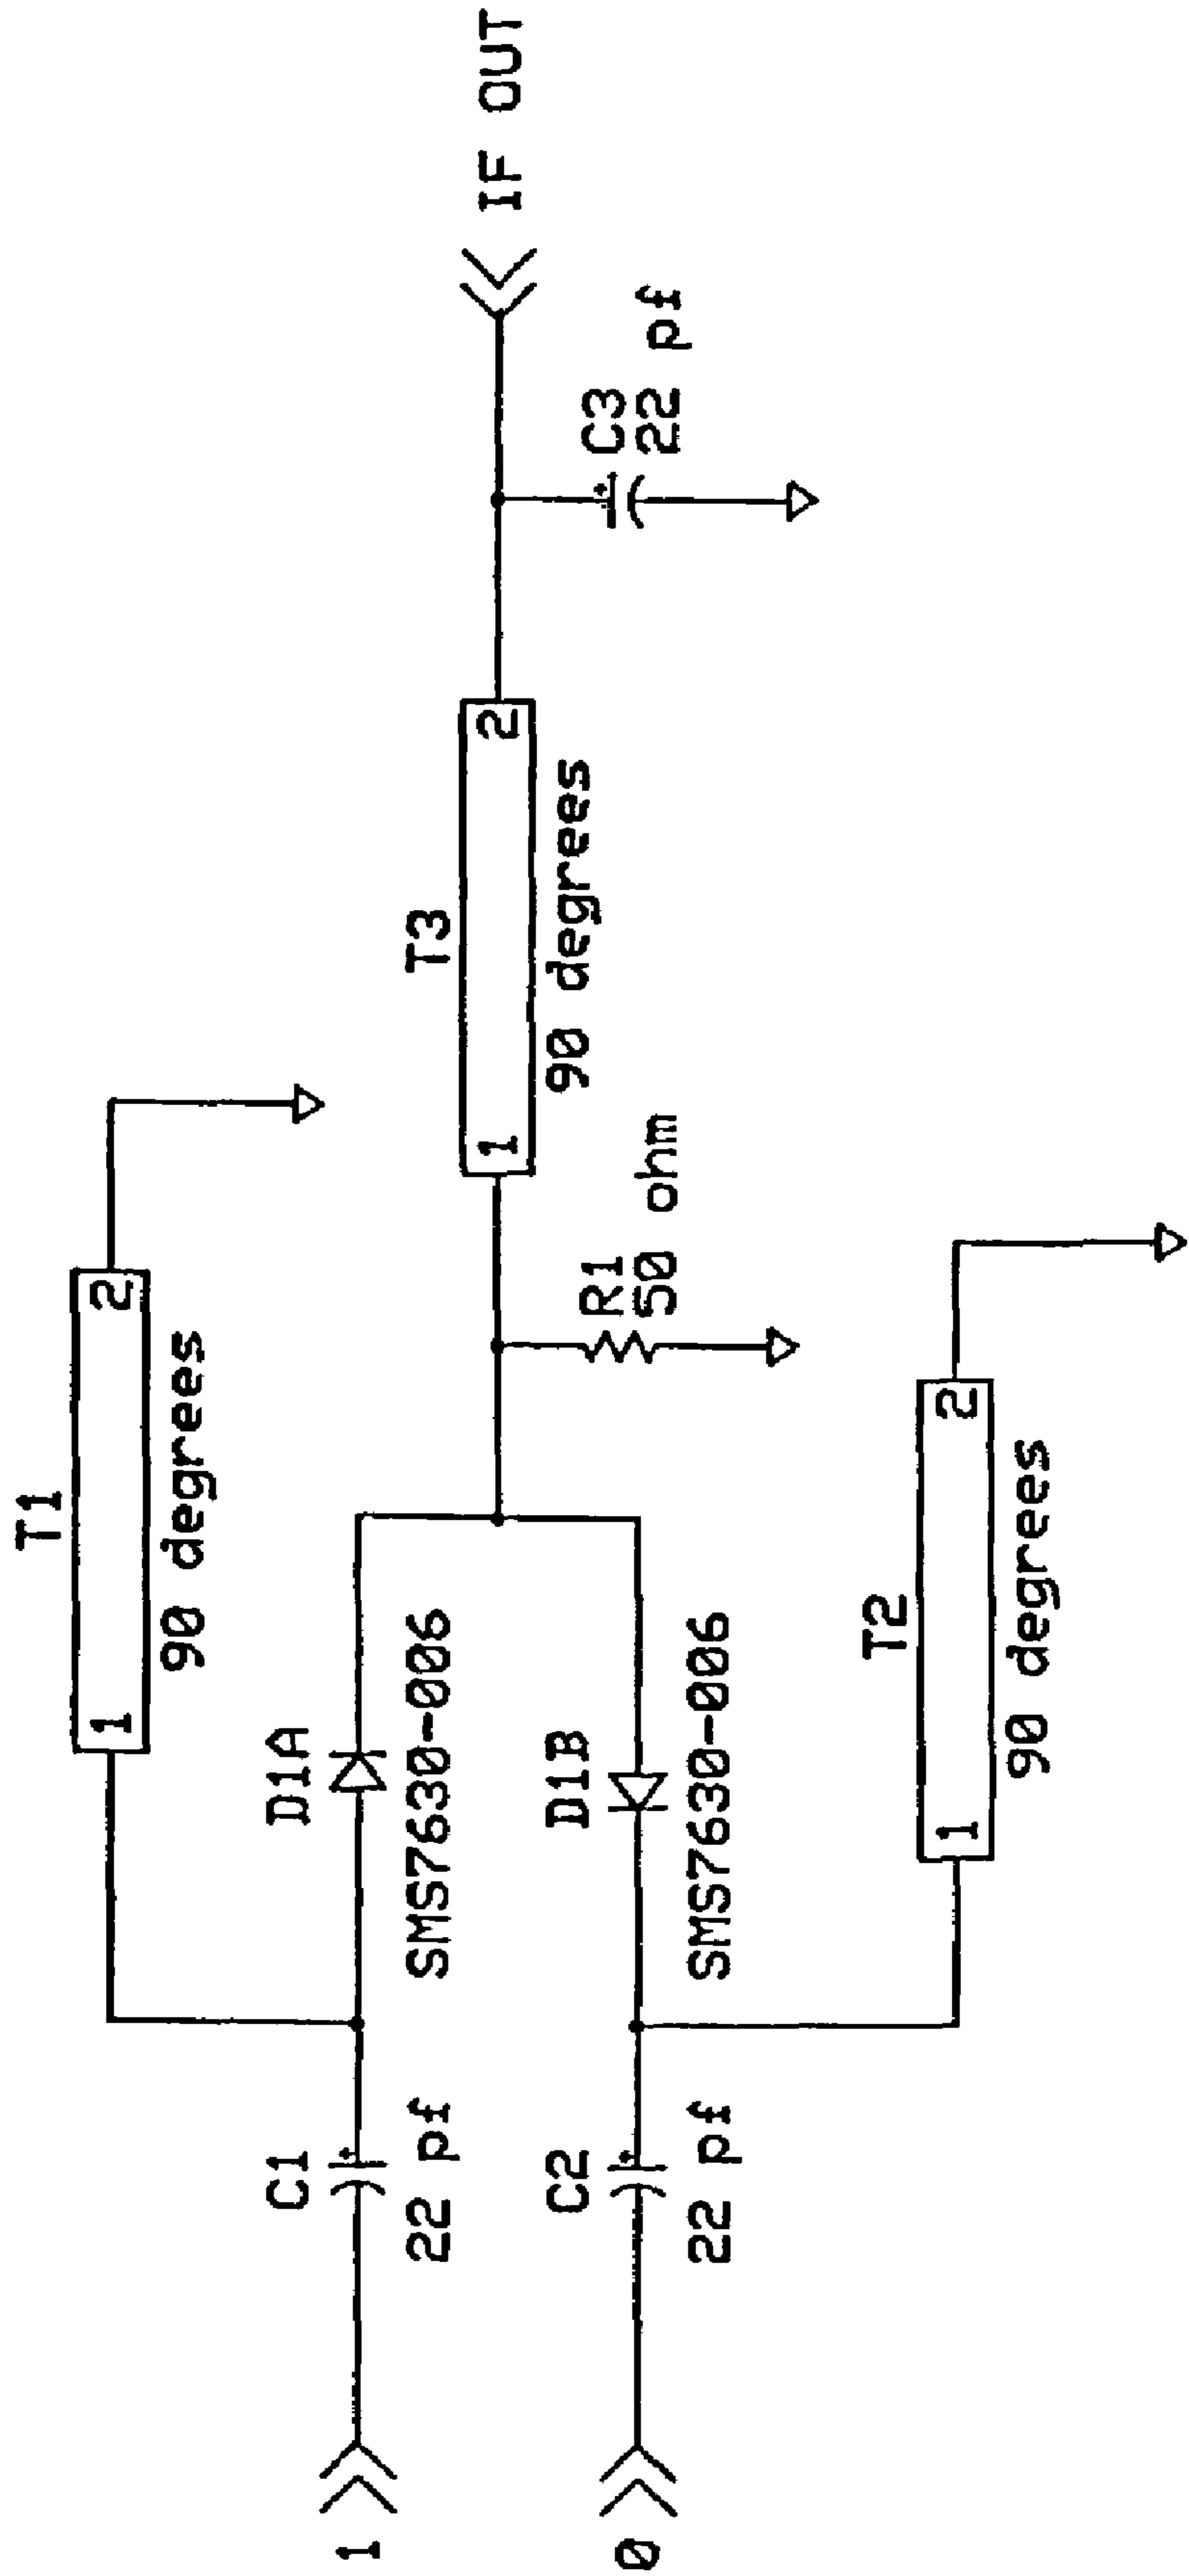 T1
1
2
90 degrees
1
C1
22 pf
D1A
SMS7630-006
T3
1
2
90 degrees
IF OUT
R1
50 ohm
C3
22 pf
0
C2
22 pf
D1B
SMS7630-006
T2
1
2
90 degrees